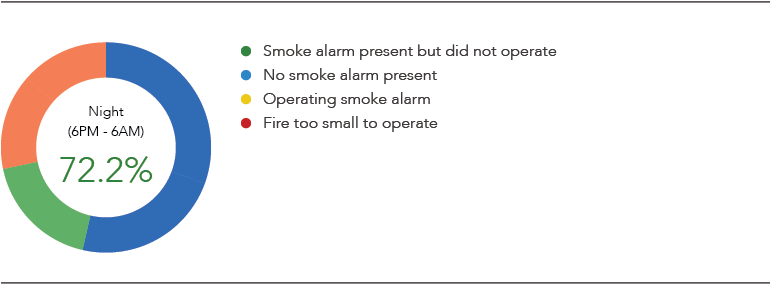 Night
(6PM - 6AM)
72.2%
Smoke alarm present but did not operate
No smoke alarm present
Operating smoke alarm
Fire too small to operate